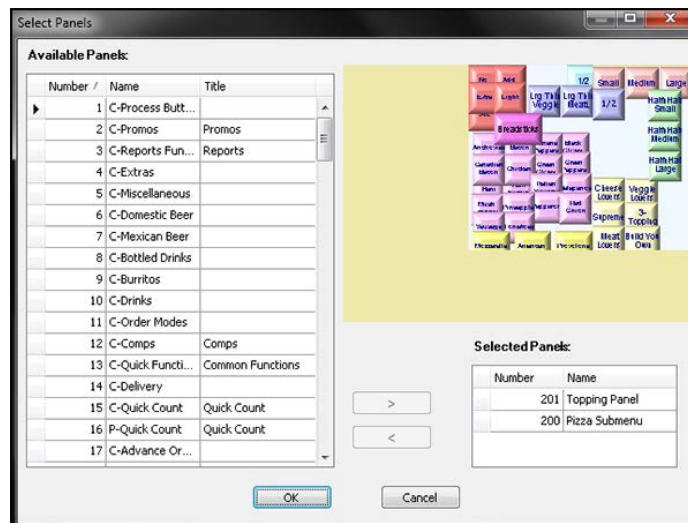 Select Panels
Available Panels:
Number / Name Title
1 C-Process Butt...
2 C-Promos Promos
3 C-Reports Fun... Reports
4 C-Extras
5 C-Miscellaneous
6 C-Domestic Beer
7 C-Mexican Beer
8 C-Bottled Drinks
9 C-Burritos
10 C-Drinks
11 C-Order Modes
12 C-Comps Comps
13 C-Quick Functi... Common Functions
14 C-Delivery
15 C-Quick Count Quick Count
16 P-Quick Count Quick Count
17 C-Advance Or...
No Add 1/2 Small Medium Large
Extra Light Lrg Thin Veggie Lrg Thin 1/2 Half Half Small
Breadsticks Half Half Medium
Half Half Large
Cheese Lovers Veggie Lovers
Supreme 3-Topping
Meat Lovers Build You Own
Selected Panels:
Number Name
201 Topping Panel
200 Pizza Submenu
>
<
OK Cancel